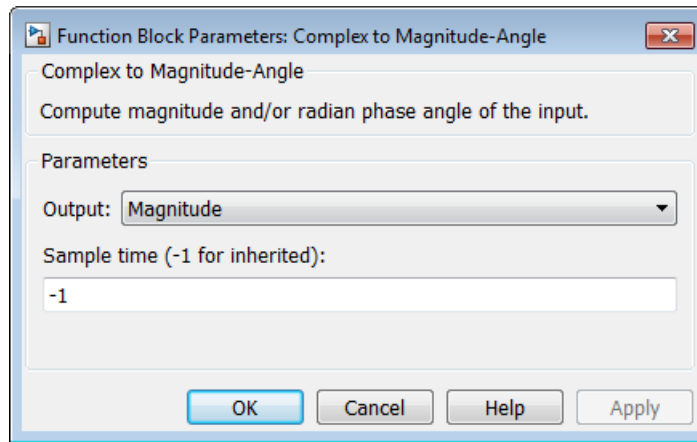 Function Block Parameters: Complex to Magnitude-Angle
Complex to Magnitude-Angle
Compute magnitude and/or radian phase angle of the input.
Parameters
Output: Magnitude
Sample time (-1 for inherited):
-1
OK Cancel Help Apply